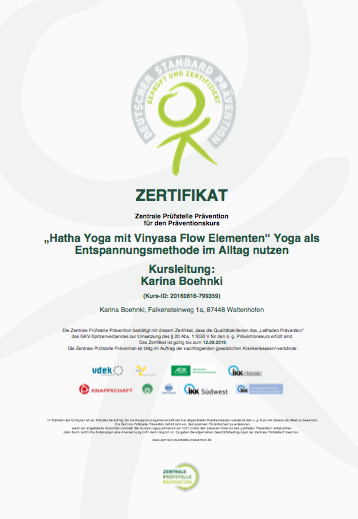 DEUTSCHER STANDARD PRÄVENTION
GEPRÜFT UND ZERTIFIZIERT
ZERTIFIKAT
Zentrale Prüfstelle Prävention
für den Präventionskurs
„Hatha Yoga mit Vinyasa Flow Elementen“ Yoga als
Entspannungsmethode im Alltag nutzen
Kursleitung:
Karina Boehnki
(Kurs-ID: 20160816-799359)
Karina Boehnki, Falkensteinweg 1a, 87448 Waltenhofen
Die Zentrale Prüfstelle Prävention bestätigt mit diesem Zertifikat, dass die Qualitätskriterien des „Leitfaden Prävention“
des GKV-Spitzenverbandes zur Umsetzung des § 20 Abs. 1 SGB V für den o. g. Präventionskurs erfüllt sind.
Das Zertifikat ist gültig bis zum 12.09.2019.
Die Zentrale Prüfstelle Prävention ist tätig im Auftrag der nachfolgenden gesetzlichen Krankenkassen/-verbände:
vdek
AOK
IKK classic
KNAPPSCHAFT
IKK Südwest
www.zentrale-pruefstelle-praevention.de
ZENTRALE
PRÜFSTELLE
PRÄVENTION